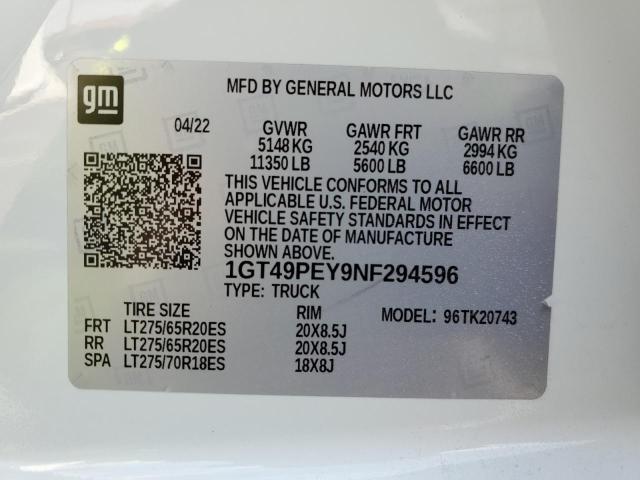 gm
MFD BY GENERAL MOTORS LLC
04/22 GVWR GAWR FRT GAWR RR
5148 KG 2540 KG 2994 KG
11350 LB 5600 LB 6600 LB
THIS VEHICLE CONFORMS TO ALL
APPLICABLE U.S. FEDERAL MOTOR
VEHICLE SAFETY STANDARDS IN EFFECT
ON THE DATE OF MANUFACTURE
SHOWN ABOVE.
1GT49PEY9NF294596
TYPE: TRUCK
TIRE SIZE RIM MODEL: 96TK20743
FRT LT275/65R20ES 20X8.5J
RR LT275/65R20ES 20X8.5J
SPA LT275/70R18ES 18X8J